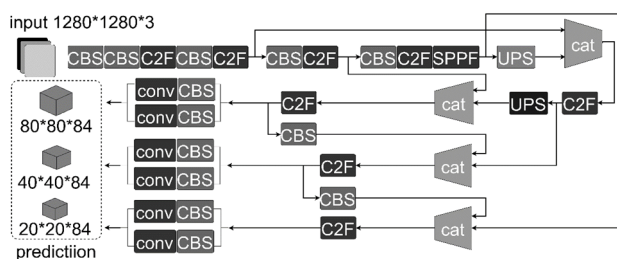 input 1280*1280*3
CBS CBS C2F CBS C2F CBS C2F CBS C2F SPPF UPS cat
conv CBS C2F cat UPS C2F
conv CBS
80*80*84
CBS
conv CBS C2F cat
conv CBS
40*40*84
CBS
conv CBS
20*20*84
C2F cat
conv CBS
predictiion